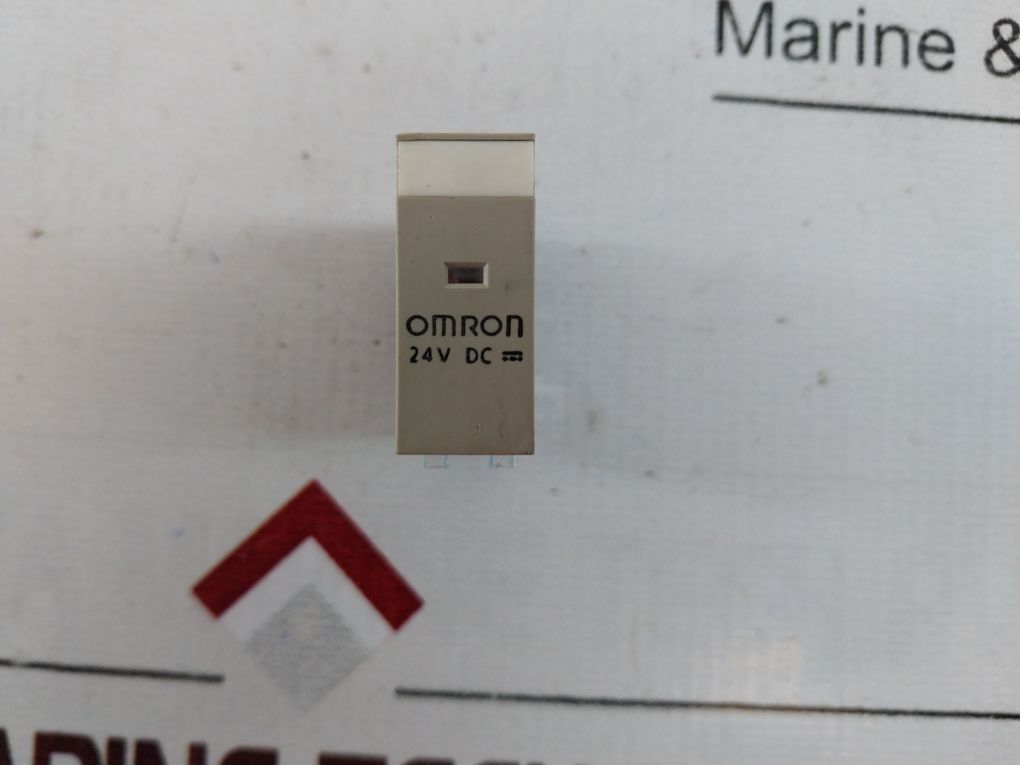 Marine &
OMRON
24V DC ⎓